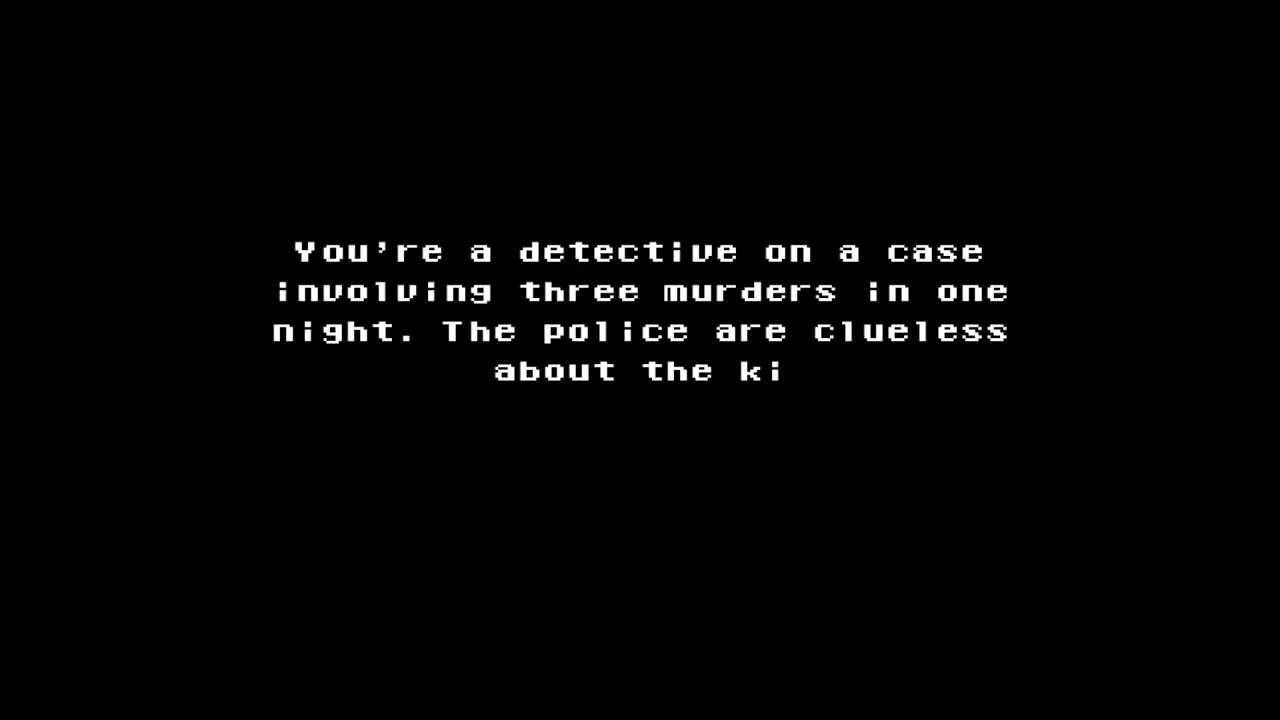 You're a detective on a case
involving three murders in one
night. The police are clueless
about the ki